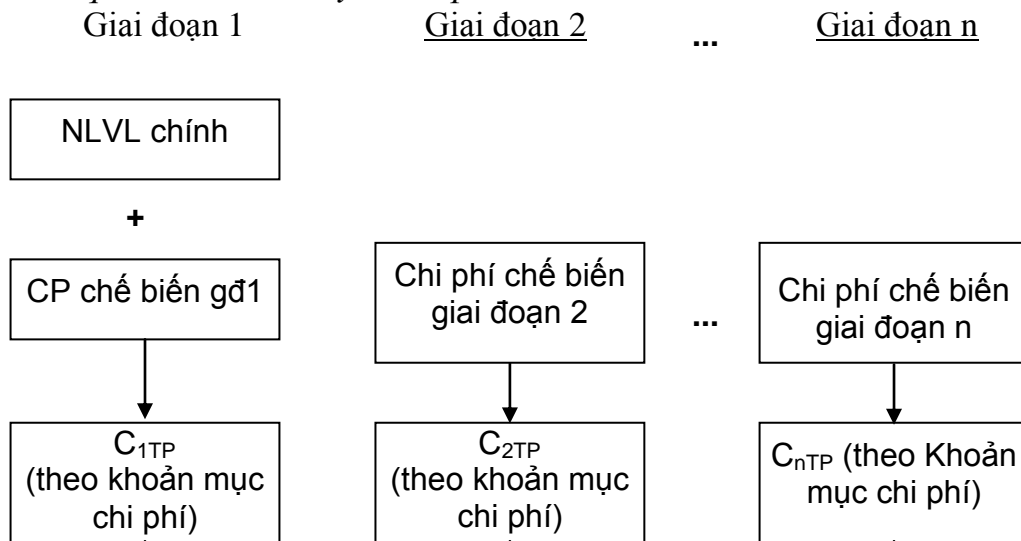 Giai đoạn 1 Giai đoạn 2 ... Giai đoạn n
NLVL chính
+
CP chế biến gđ1
Chi phí chế biến
giai đoạn 2
...
Chi phí chế biến
giai đoạn n
C1TP
(theo khoản mục
chi phí)
C2TP
(theo khoản mục
chi phí)
CnTP (theo Khoản
mục chi phí)